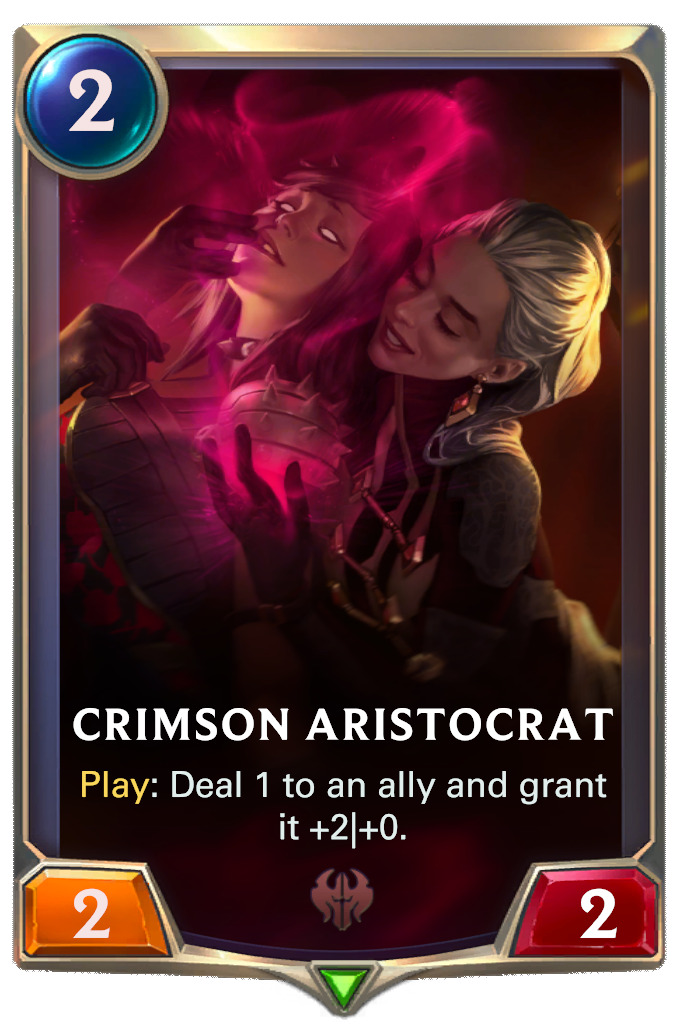 2
CRIMSON ARISTOCRAT
Play: Deal 1 to an ally and grant
it +2|+0.
2
2